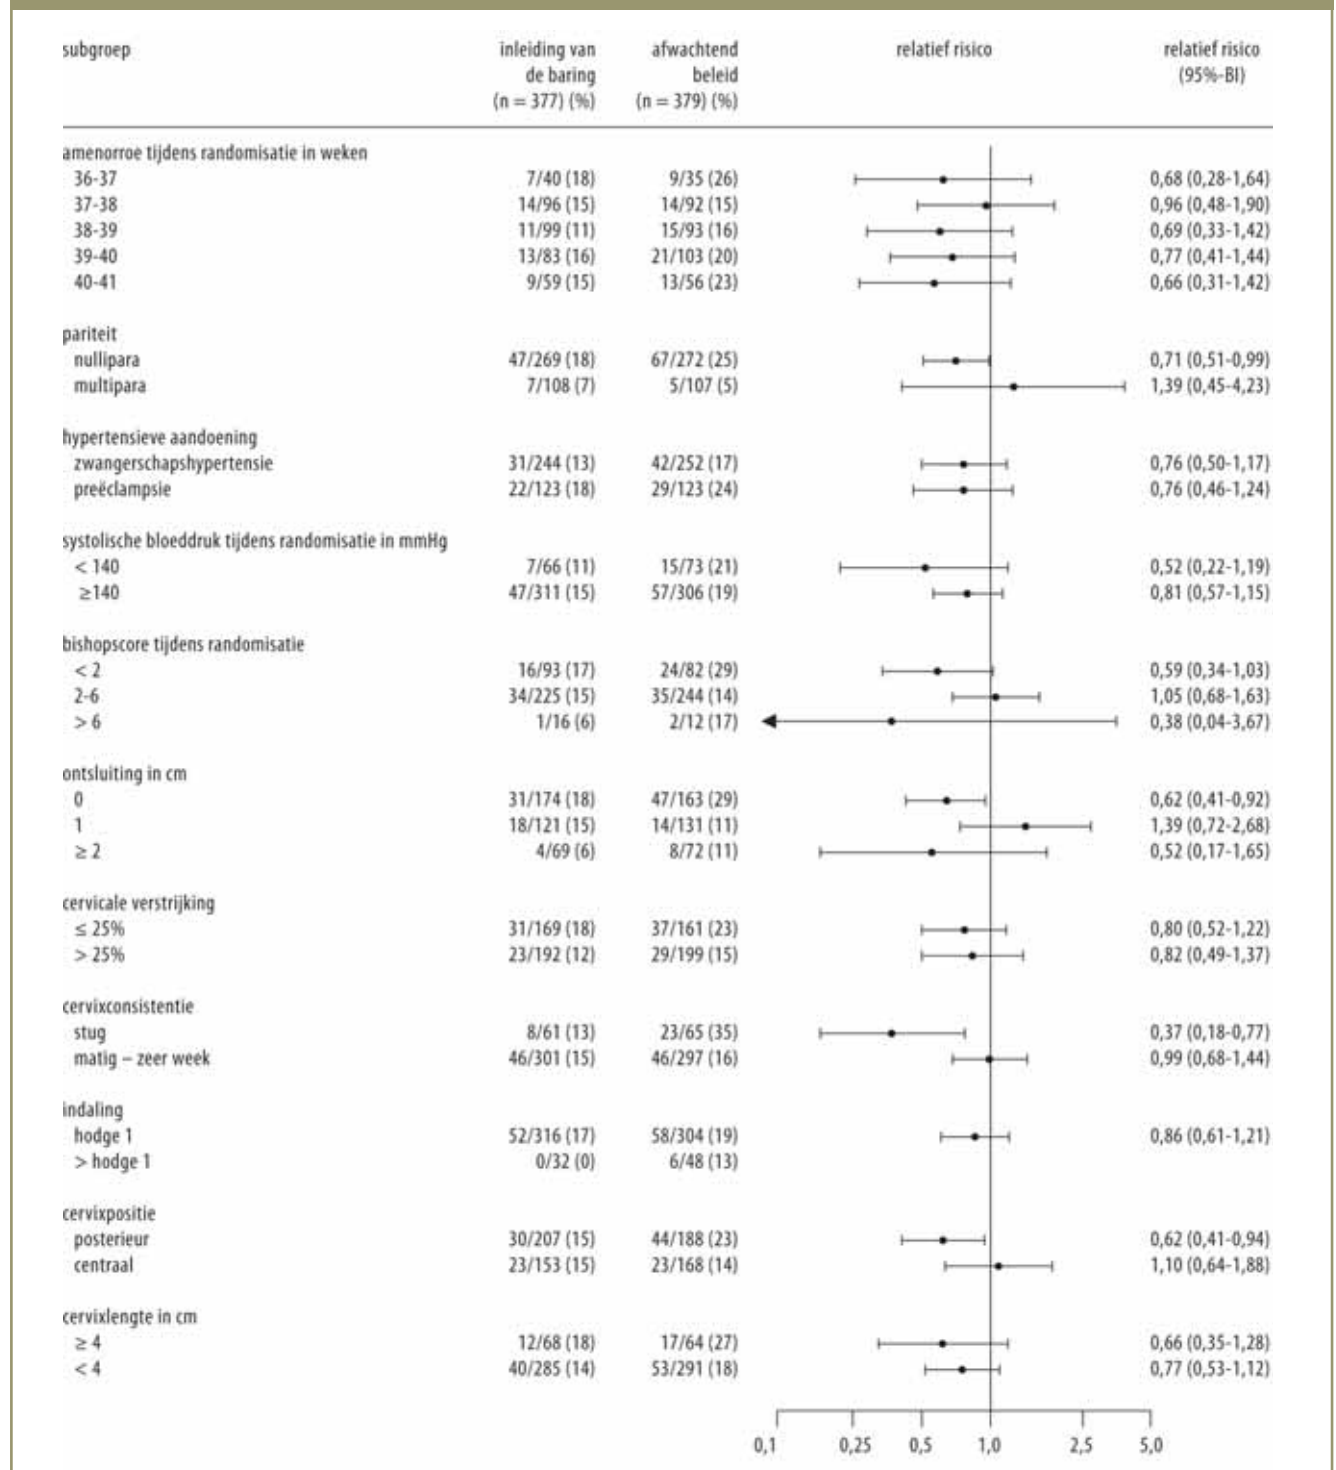 subgroep inleiding van afwachtend relatief risico relatief risico
de baring beleid (95%-BI)
(n = 377) (%) (n = 379) (%)
amenorroe tijdens randomisatie in weken
36-37 7/40 (18) 9/35 (26) 0,68 (0,28-1,64)
37-38 14/96 (15) 14/92 (15) 0,96 (0,48-1,90)
38-39 11/99 (11) 15/93 (16) 0,69 (0,33-1,42)
39-40 13/83 (16) 21/103 (20) 0,77 (0,41-1,44)
40-41 9/59 (15) 13/56 (23) 0,66 (0,31-1,42)
pariteit
nullipara 47/269 (18) 67/272 (25) 0,71 (0,51-0,99)
multipara 7/108 (7) 5/107 (5) 1,39 (0,45-4,23)
hypertensieve aandoening
zwangerschapshypertensie 31/244 (13) 42/252 (17) 0,76 (0,50-1,17)
preëclampsie 22/123 (18) 29/123 (24) 0,76 (0,46-1,24)
systolische bloeddruk tijdens randomisatie in mmHg
< 140 7/66 (11) 15/73 (21) 0,52 (0,22-1,19)
≥140 47/311 (15) 57/306 (19) 0,81 (0,57-1,15)
bishopscore tijdens randomisatie
< 2 16/93 (17) 24/82 (29) 0,59 (0,34-1,03)
2-6 34/225 (15) 35/244 (14) 1,05 (0,68-1,63)
> 6 1/16 (6) 2/12 (17) 0,38 (0,04-3,67)
ontsluiting in cm
0 31/174 (18) 47/163 (29) 0,62 (0,41-0,92)
1 18/121 (15) 14/131 (11) 1,39 (0,72-2,68)
≥ 2 4/69 (6) 8/72 (11) 0,52 (0,17-1,65)
cervicale verstrijking
≤ 25% 31/169 (18) 37/161 (23) 0,80 (0,52-1,22)
> 25% 23/192 (12) 29/199 (15) 0,82 (0,49-1,37)
cervixconsistentie
stug 8/61 (13) 23/65 (35) 0,37 (0,18-0,77)
matig – zeer week 46/301 (15) 46/297 (16) 0,99 (0,68-1,44)
indaling
hodge 1 52/316 (17) 58/304 (19) 0,86 (0,61-1,21)
> hodge 1 0/32 (0) 6/48 (13)
cervixpositie
posterieur 30/207 (15) 44/188 (23) 0,62 (0,41-0,94)
centraal 23/153 (15) 23/168 (14) 1,10 (0,64-1,88)
cervixlengte in cm
≥ 4 12/68 (18) 17/64 (27) 0,66 (0,35-1,28)
< 4 40/285 (14) 53/291 (18) 0,77 (0,53-1,12)
0,1 0,25 0,5 1,0 2,5 5,0